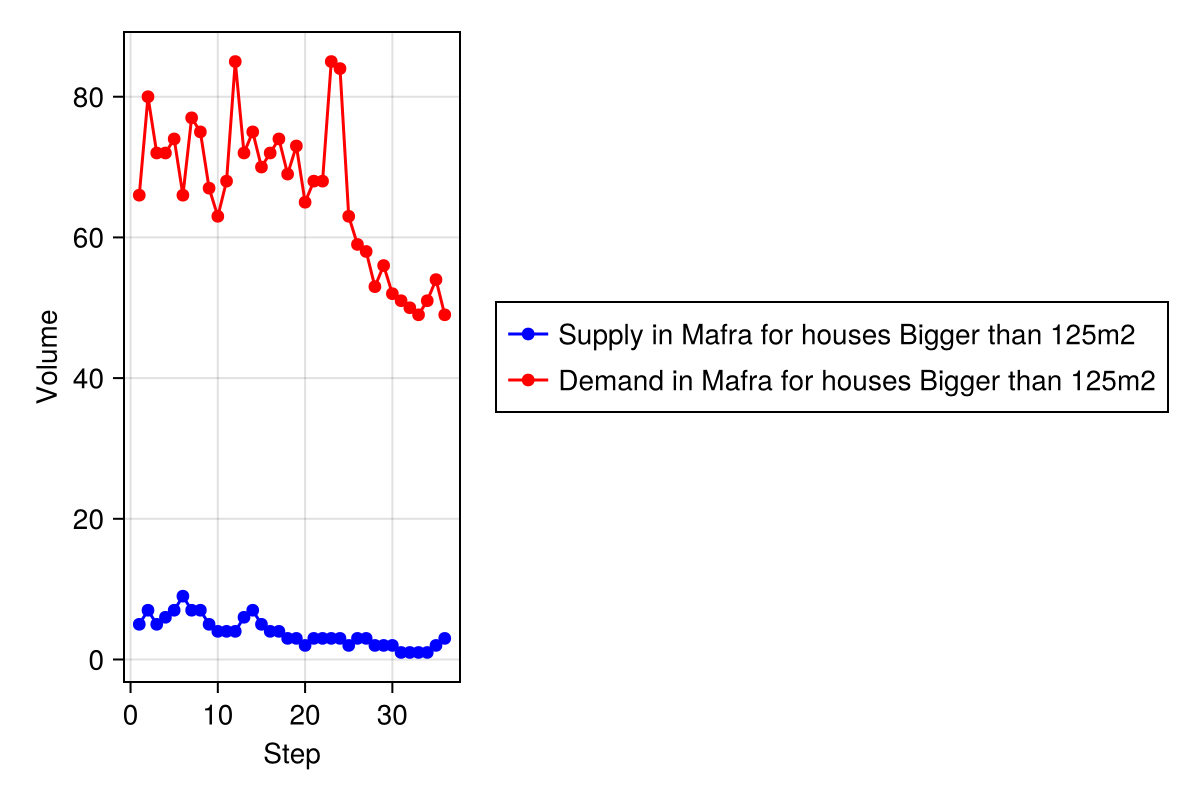 80
60
40
20
0
Volume
0 10 20 30
Step
Supply in Mafra for houses Bigger than 125m2
Demand in Mafra for houses Bigger than 125m2